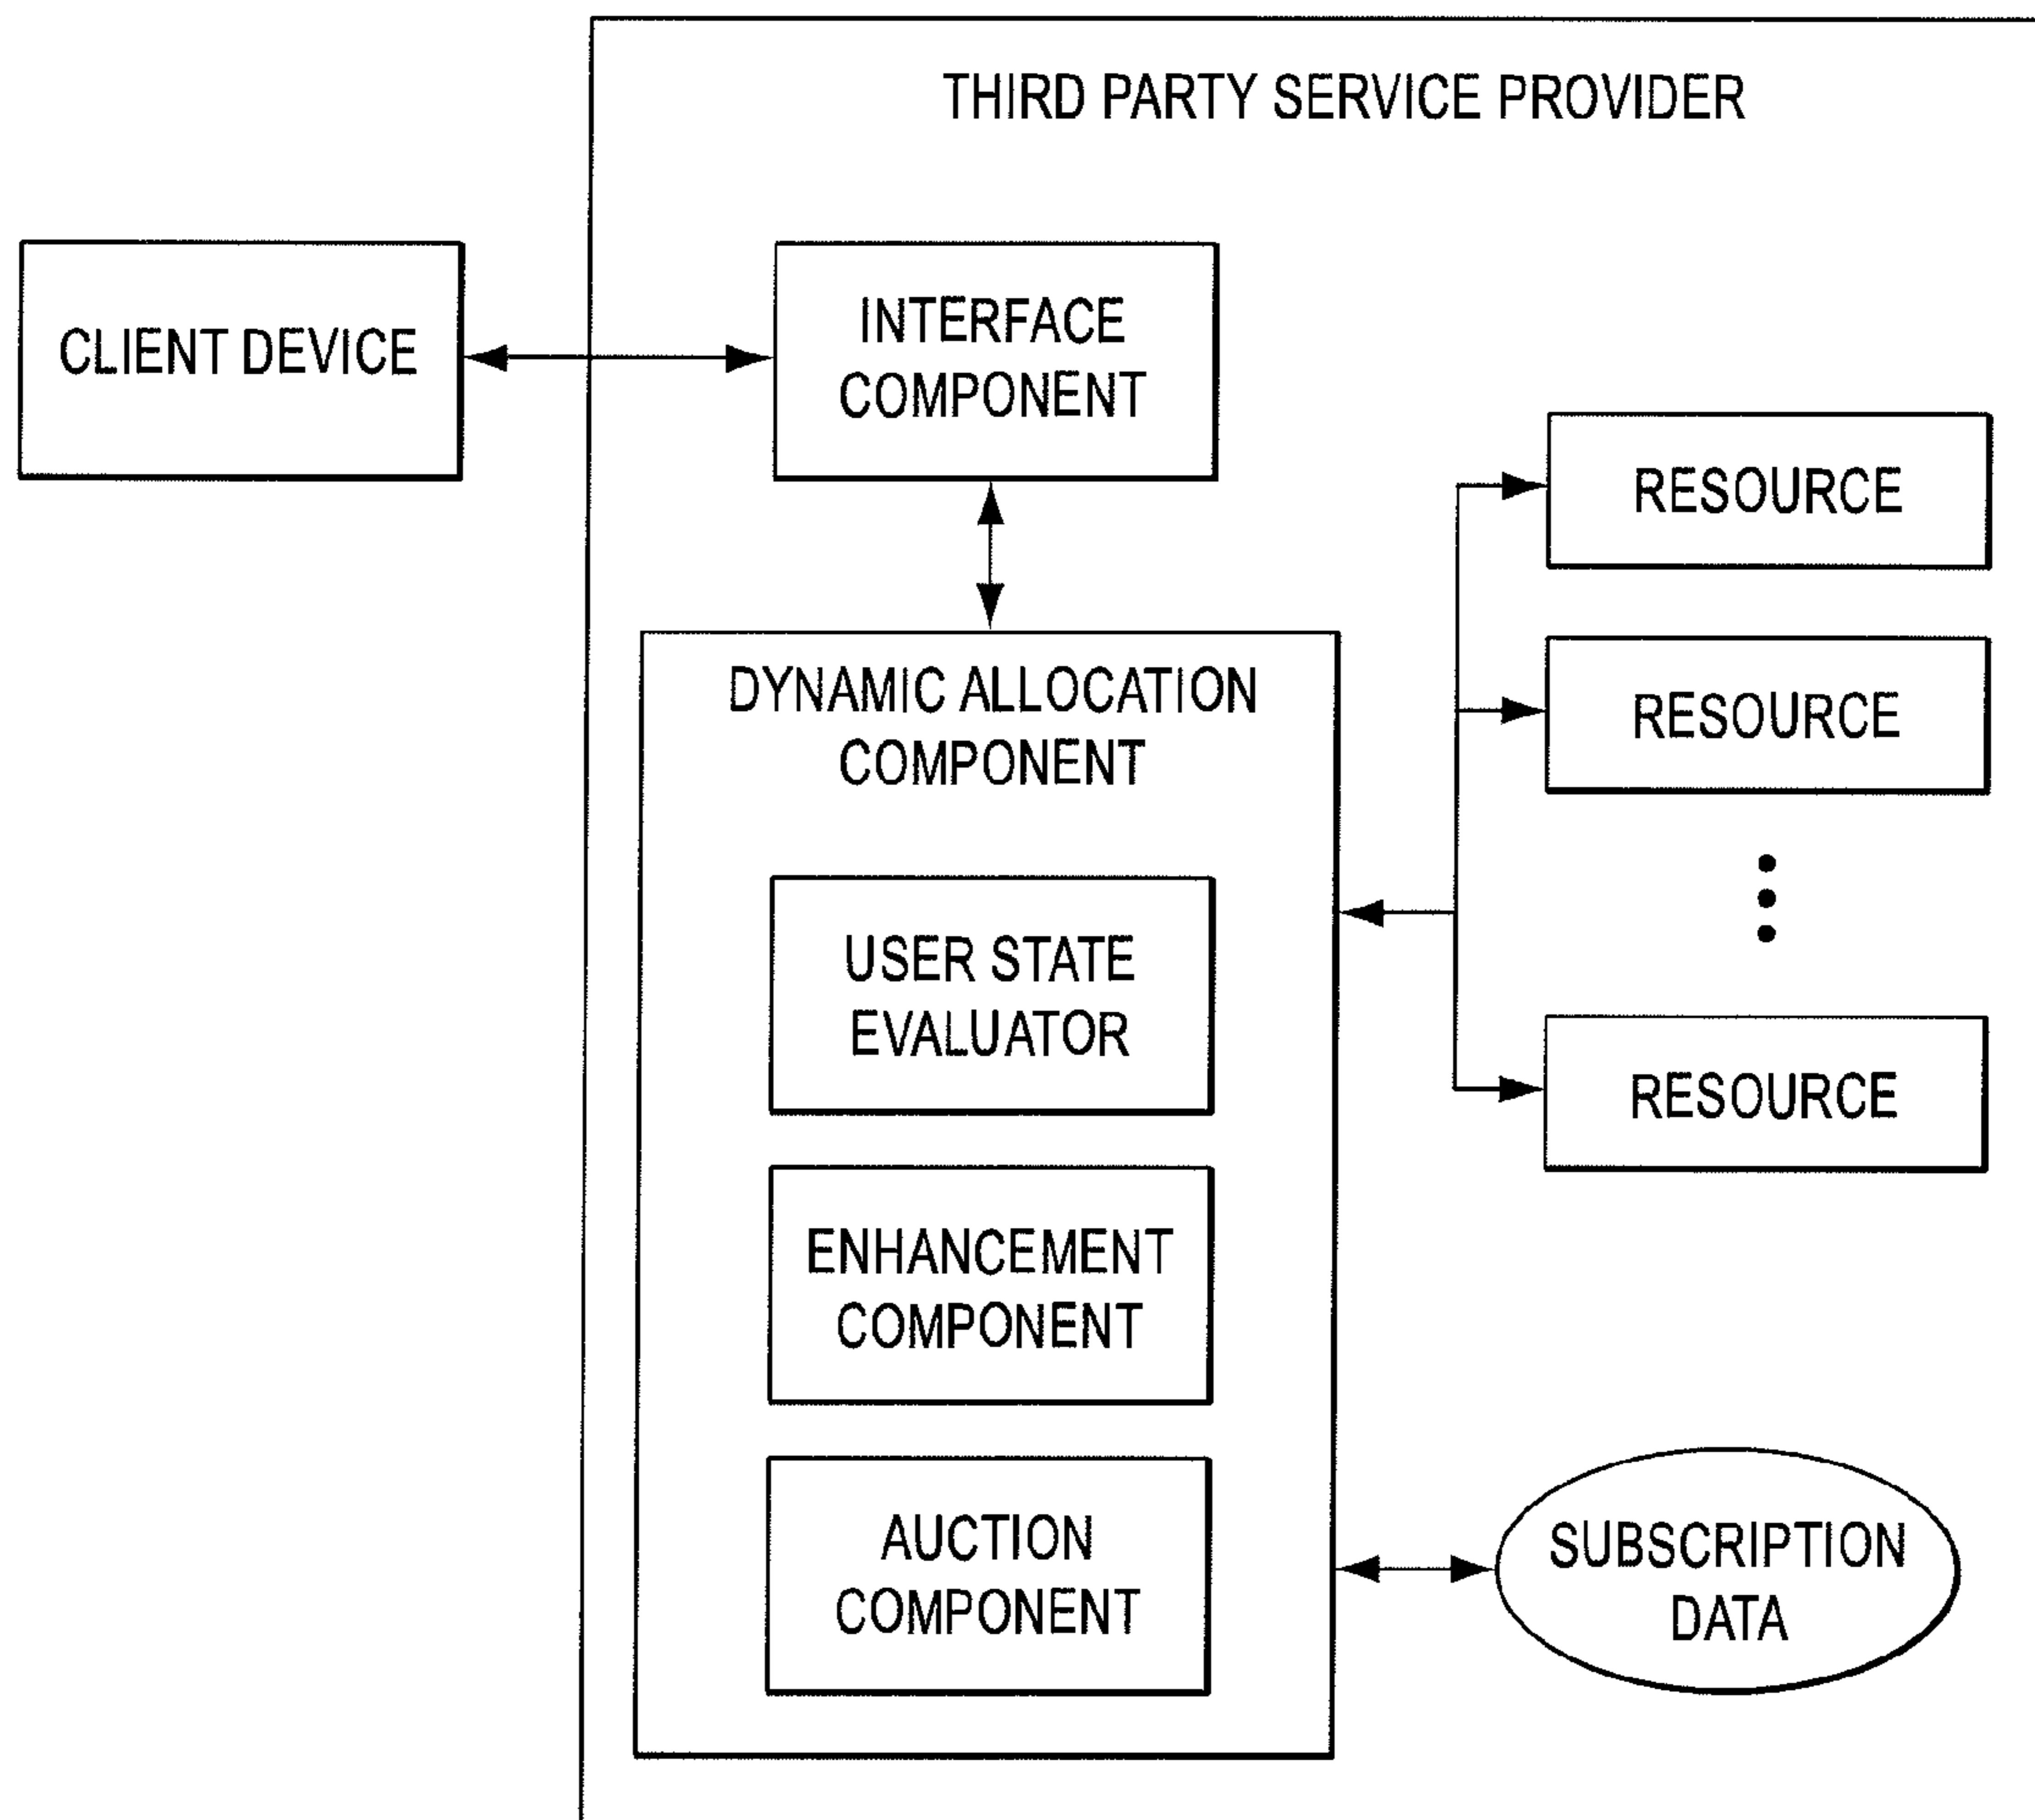 THIRD PARTY SERVICE PROVIDER
CLIENT DEVICE
INTERFACE
COMPONENT
RESOURCE
RESOURCE
RESOURCE
DYNAMIC ALLOCATION
COMPONENT
USER STATE
EVALUATOR
ENHANCEMENT
COMPONENT
AUCTION
COMPONENT
SUBSCRIPTION
DATA